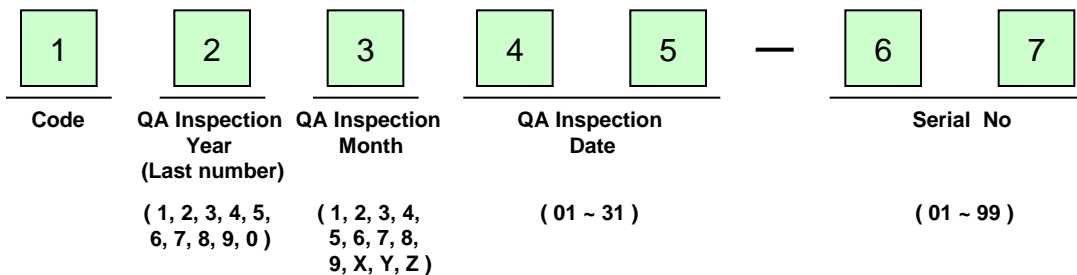 1 2 3 4 5 — 6 7
Code QA Inspection QA Inspection QA Inspection Serial No
Year Month Date
(Last number)
( 1, 2, 3, 4, 5, ( 1, 2, 3, 4, ( 01 ~ 31 ) ( 01 ~ 99 )
6, 7, 8, 9, 0 ) 5, 6, 7, 8,
9, X, Y, Z )